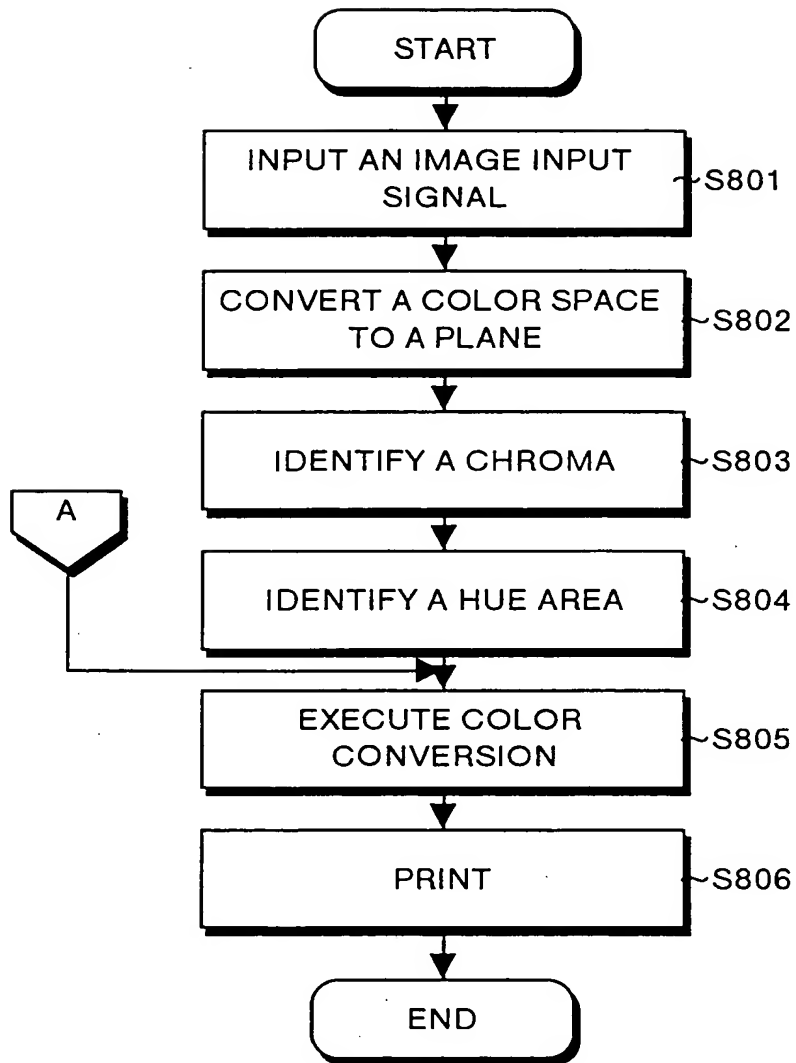 START
INPUT AN IMAGE INPUT
SIGNAL
S801
CONVERT A COLOR SPACE
TO A PLANE
S802
IDENTIFY A CHROMA
S803
A
IDENTIFY A HUE AREA
S804
EXECUTE COLOR
CONVERSION
S805
PRINT
S806
END